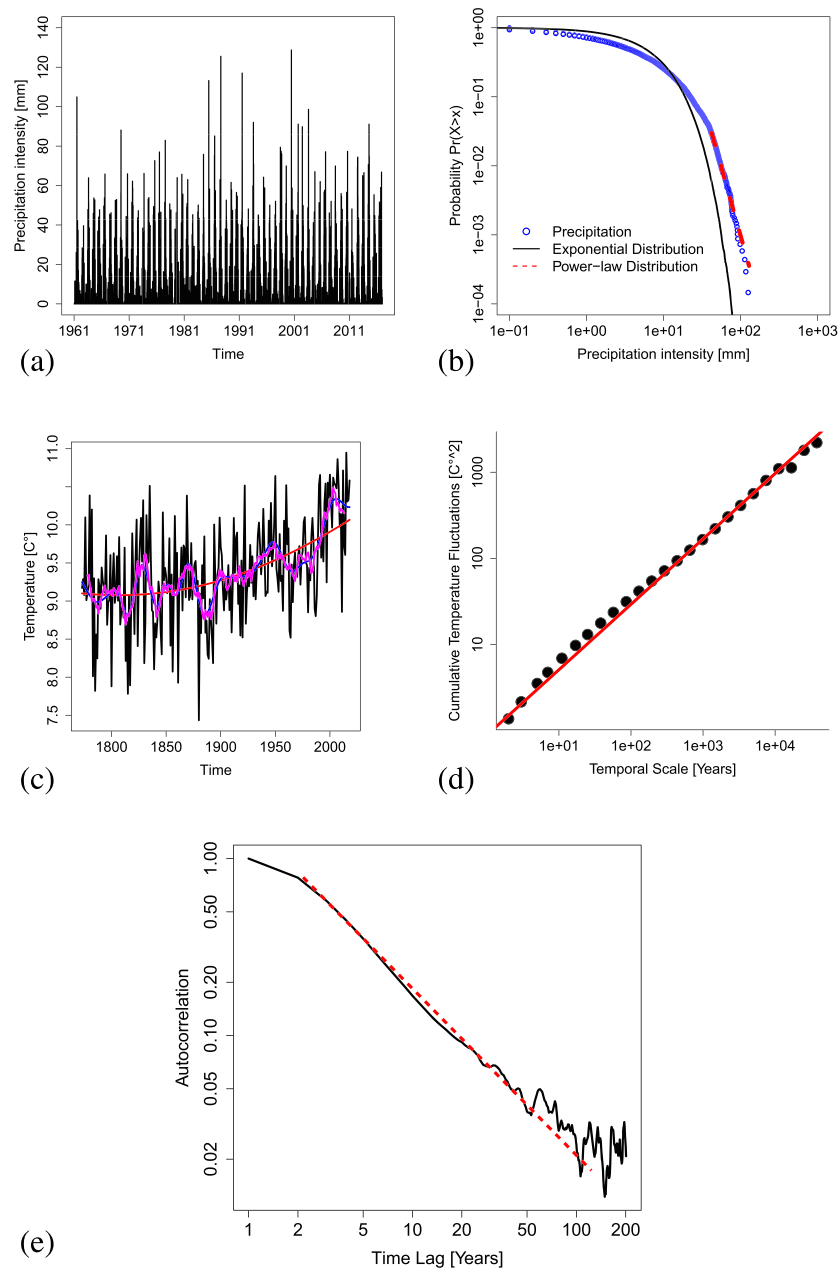 Precipitation intensity [mm]
140
120
100
80
60
40
20
0
1961
1971
1981
1991
2001
2011
Time
(a)
Probability Pr(X>x)
1e+00
1e−01
1e−02
1e−03
1e−04
Precipitation
Exponential Distribution
Power−law Distribution
1e−01
1e+00
1e+01
1e+02
1e+03
Precipitation intensity [mm]
(b)
Temperature [C°]
11.0
10.0
9.5
9.0
8.5
8.0
7.5
1800
1850
1900
1950
2000
Time
(c)
Cumulative Temperature Fluctuations [C°^2]
1000
100
10
1e+01
1e+02
1e+03
1e+04
Temporal Scale [Years]
(d)
Autocorrelation
1.00
0.50
0.20
0.10
0.05
0.02
1
2
5
10
20
50
100
200
Time Lag [Years]
(e)